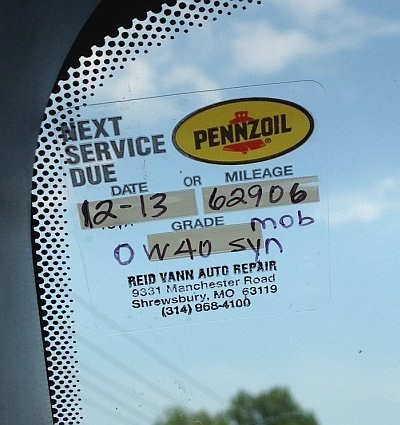 NEXT
SERVICE
DUE
PENNZOIL
DATE OR MILEAGE
12-13 62906
GRADE
0W40 syn mob
REID VANN AUTO REPAIR
9331 Manchester Road
Shrewsbury, MO 63119
(314) 968-4100